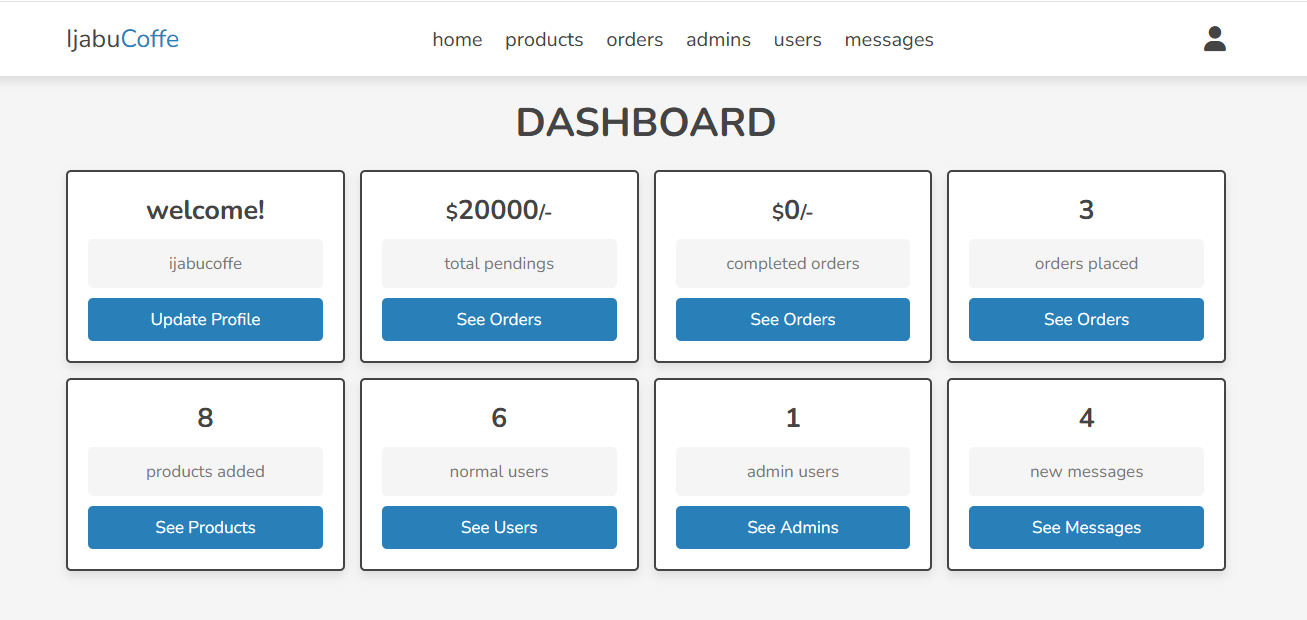 IjabuCoffe
home products orders admins users messages
DASHBOARD
welcome!
ijabucoffe
Update Profile
$20000/-
total pendings
See Orders
$0/-
completed orders
See Orders
3
orders placed
See Orders
8
products added
See Products
6
normal users
See Users
1
admin users
See Admins
4
new messages
See Messages